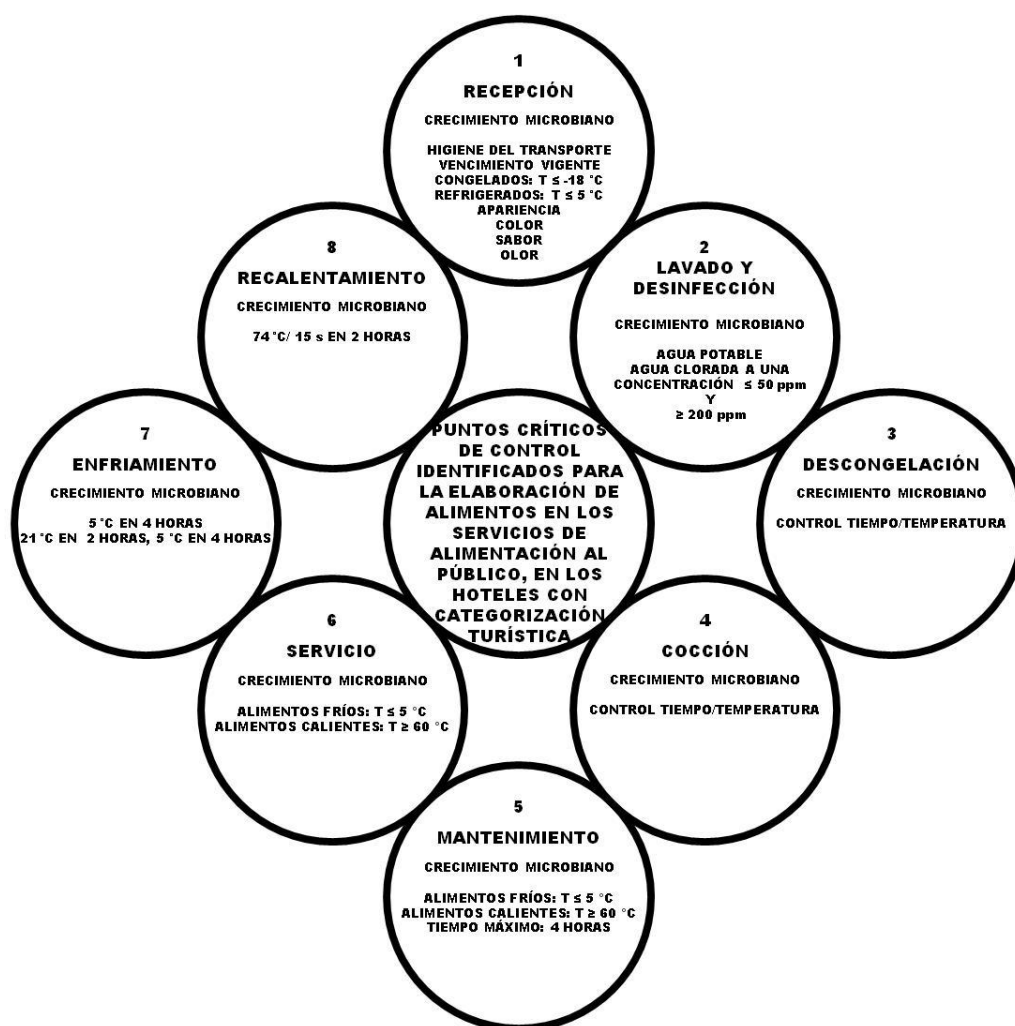 1
RECEPCIÓN
CRECIMIENTO MICROBIANO
HIGIENE DEL TRANSPORTE
VENCIMIENTO VIGENTE
CONGELADOS: T ≤ -18 °C
REFRIGERADOS: T ≤ 5 °C
APARIENCIA
COLOR
SABOR
OLOR
2
LAVADO Y
DESINFECCIÓN
CRECIMIENTO MICROBIANO
AGUA POTABLE
AGUA CLORADA A UNA
CONCENTRACIÓN ≤ 50 ppm
Y
≥ 200 ppm
3
DESCONGELACIÓN
CRECIMIENTO MICROBIANO
CONTROL TIEMPO/TEMPERATURA
4
COCCIÓN
CRECIMIENTO MICROBIANO
CONTROL TIEMPO/TEMPERATURA
5
MANTENIMIENTO
CRECIMIENTO MICROBIANO
ALIMENTOS FRÍOS: T ≤ 5 °C
ALIMENTOS CALIENTES: T ≥ 60 °C
TIEMPO MÁXIMO: 4 HORAS
6
SERVICIO
CRECIMIENTO MICROBIANO
ALIMENTOS FRÍOS: T ≤ 5 °C
ALIMENTOS CALIENTES: T ≥ 60 °C
7
ENFRIAMIENTO
CRECIMIENTO MICROBIANO
5 °C EN 4 HORAS
21 °C EN 2 HORAS, 5 °C EN 4 HORAS
8
RECALENTAMIENTO
CRECIMIENTO MICROBIANO
74 °C/ 15 s EN 2 HORAS
PUNTOS CRÍTICOS
DE CONTROL
IDENTIFICADOS PARA
LA ELABORACIÓN DE
ALIMENTOS EN LOS
SERVICIOS DE
ALIMENTACIÓN AL
PÚBLICO, EN LOS
HOTELES CON
CATEGORIZACIÓN
TURÍSTICA